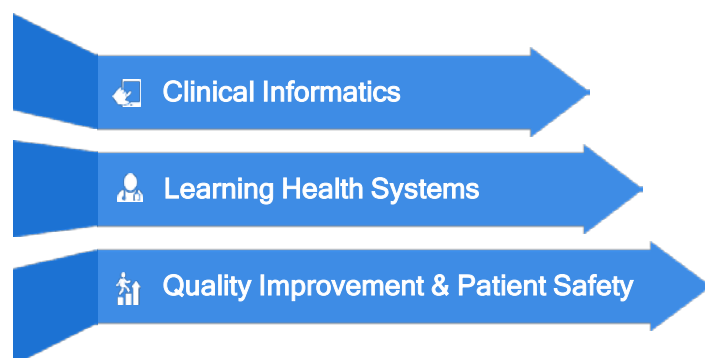 Clinical Informatics
Learning Health Systems
Quality Improvement & Patient Safety